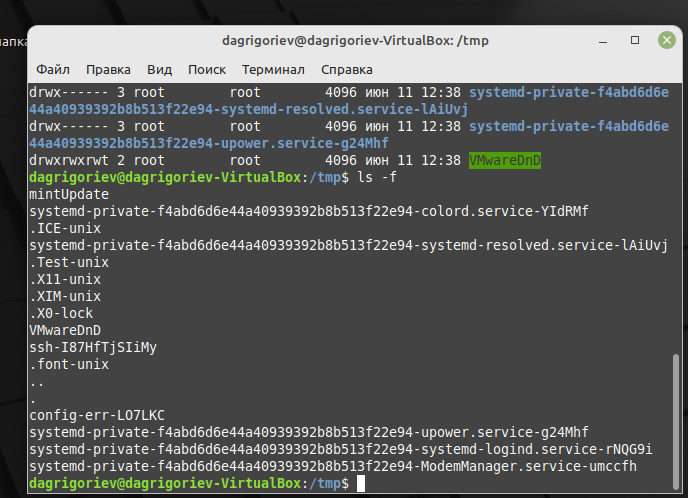 апка
dagrigoriev@dagrigoriev-VirtualBox: /tmp
Файл Правка Вид Поиск Терминал Справка
drwx------ 3 root root 4096 июн 11 12:38 systemd-private-f4abd6d6e
44a40939392b8b513f22e94-systemd-resolved.service-lAiUvj
drwx------ 3 root root 4096 июн 11 12:38 systemd-private-f4abd6d6e
44a40939392b8b513f22e94-upower.service-g24Mhf
drwxrwxrwt 2 root root 4096 июн 11 12:38 VMwareDnD
dagrigoriev@dagrigoriev-VirtualBox:/tmp$ ls -f
mintUpdate
systemd-private-f4abd6d6e44a40939392b8b513f22e94-colord.service-YIdRMf
.ICE-unix
systemd-private-f4abd6d6e44a40939392b8b513f22e94-systemd-resolved.service-lAiUvj
.Test-unix
.X11-unix
.XIM-unix
.X0-lock
VMwareDnD
ssh-I87HfTjSIiMy
.font-unix
..
.
config-err-LO7LKC
systemd-private-f4abd6d6e44a40939392b8b513f22e94-upower.service-g24Mhf
systemd-private-f4abd6d6e44a40939392b8b513f22e94-systemd-logind.service-rNQG9i
systemd-private-f4abd6d6e44a40939392b8b513f22e94-ModemManager.service-umccfh
dagrigoriev@dagrigoriev-VirtualBox:/tmp$